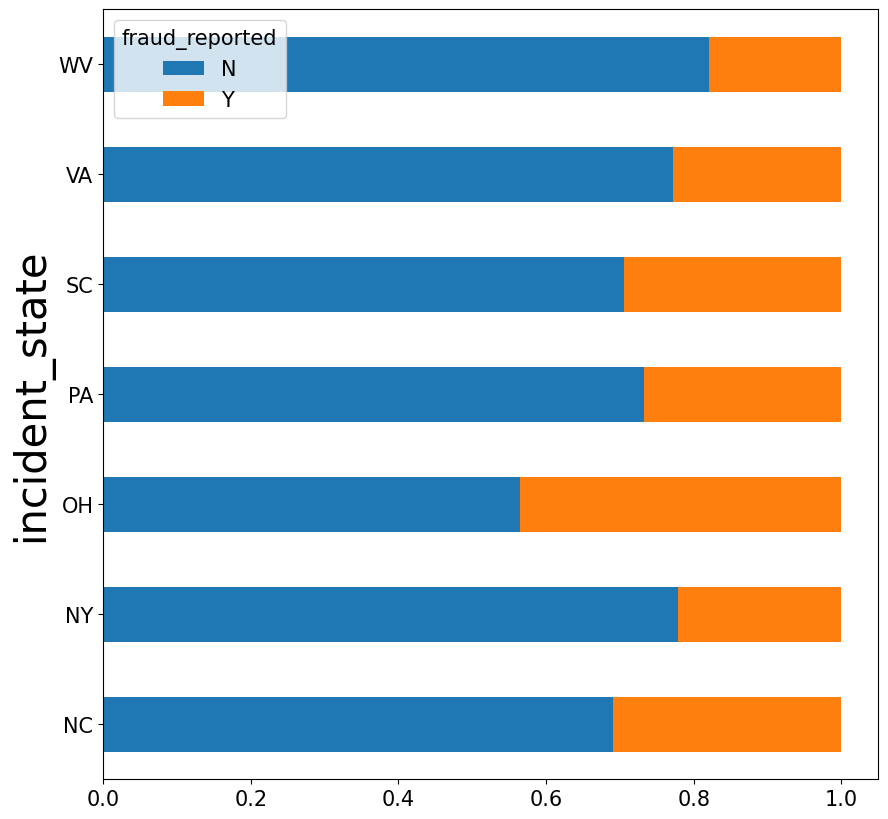 fraud_reported
N
Y
WV
VA
SC
PA
OH
NY
NC
incident_state
0.0 0.2 0.4 0.6 0.8 1.0